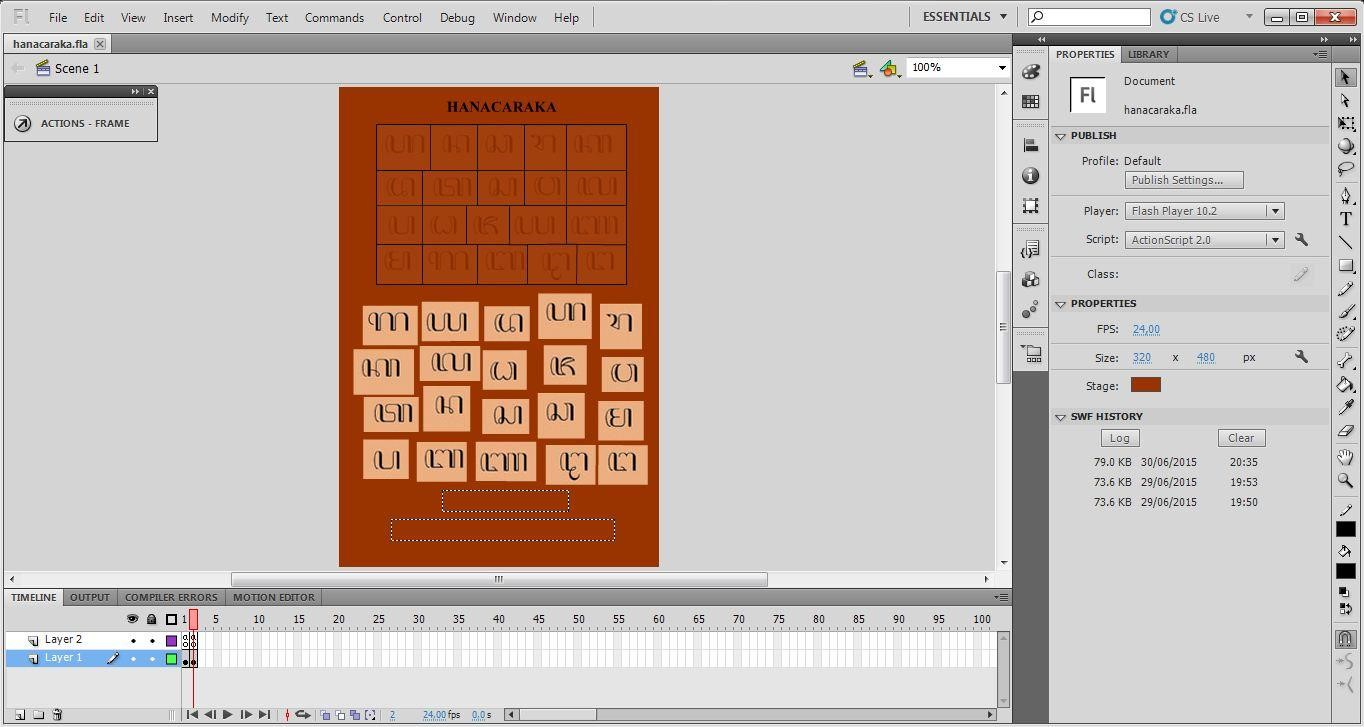 Fl File Edit View Insert Modify Text Commands Control Debug Window Help ESSENTIALS CS Live
hanacaraka.fla
Scene 1 100%
ACTIONS - FRAME
HANACARAKA
ꦲ ꦤ ꦕ ꦫ ꦏ
ꦢ ꦠ ꦱ ꦮ ꦭ
ꦥ ꦝ ꦗ ꦪ ꦚ
ꦩ ꦒ ꦧ ꦛ ꦔ
ꦒ ꦪ ꦢ ꦲ ꦫ
ꦏ ꦭ ꦝ ꦗ ꦮ
ꦠ ꦤ ꦱ ꦕ ꦩ
ꦥ ꦧ ꦚ ꦛ ꦔ
PROPERTIES LIBRARY
Fl
Document
hanacaraka.fla
PUBLISH
Profile: Default
Publish Settings...
Player: Flash Player 10.2
Script: ActionScript 2.0
Class:
PROPERTIES
FPS: 24,00
Size: 320 x 480 px
Stage:
SWF HISTORY
Log Clear
79.0 KB 30/06/2015 20:35
73.6 KB 29/06/2015 19:53
73.6 KB 29/06/2015 19:50
TIMELINE OUTPUT COMPILER ERRORS MOTION EDITOR
1 5 10 15 20 25 30 35 40 45 50 55 60 65 70 75 80 85 90 95 100
Layer 2
Layer 1
2 24.00 fps 0.0 s